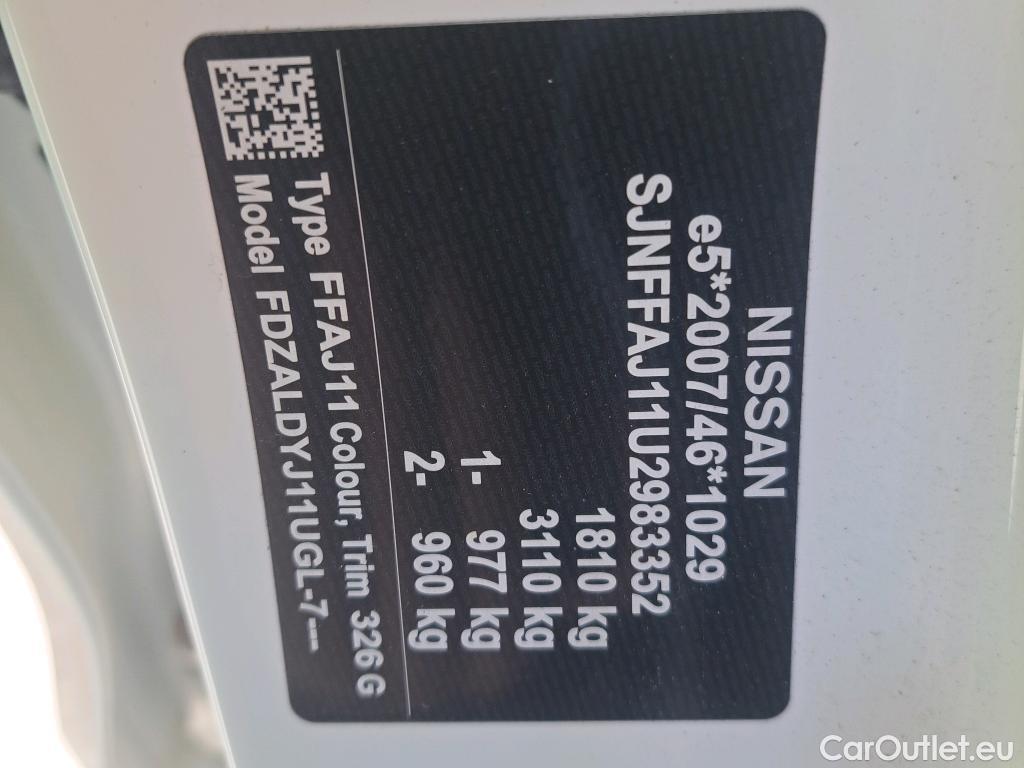 NISSAN
e5*2007/46*1029
SJNFFAJ11U2983352
1810 kg
3110 kg
1- 977 kg
2- 960 kg
Type FFAJ11 Colour, Trim 326 G
Model FDZALDYJ11UGL-7---
CarOutlet.eu